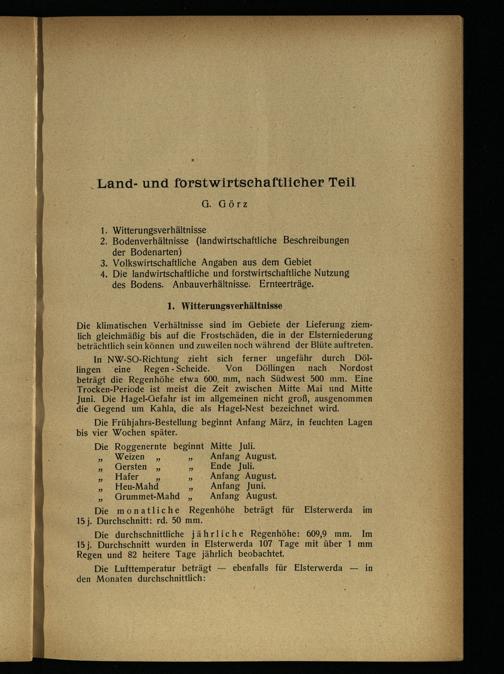 Land- und forstwirtschaftlicher Teil
G. Görz
1. Witterungsverhältnisse
2. Bodenverhältnisse (landwirtschaftliche Beschreibungen
der Bodenarten)
3. Volkswirtschaftliche Angaben aus dem Gebiet
4. Die landwirtschaftliche und forstwirtschaftliche Nutzung
des Bodens. Anbauverhältnisse. Ernteerträge.
1. Witterungsverhältnisse
Die klimatischen Verhältnisse sind im Gebiete der Lieferung ziem-
lich gleichmäßig bis auf die Frostschäden, die in der Elsterniederung
beträchtlich sein können und zuweilen noch während der Blüte auftreten.
In NW-SO-Richtung zieht sich ferner ungefähr durch Döl-
lingen eine Regen-Scheide. Von Döllingen nach Nordost
beträgt die Regenhöhe etwa 600 mm, nach Südwest 500 mm. Eine
Trocken-Periode ist meist die Zeit zwischen Mitte Mai und Mitte
Juni. Die Hagel-Gefahr ist im allgemeinen nicht groß, ausgenommen
die Gegend um Kahla, die als Hagel-Nest bezeichnet wird.
Die Frühjahrs-Bestellung beginnt Anfang März, in feuchten Lagen
bis vier Wochen später.
Die Roggenernte beginnt Mitte Juli.
„ Weizen „ „ Anfang August.
„ Gersten „ „ Ende Juli.
„ Hafer „ „ Anfang August.
„ Heu-Mahd „ Anfang Juni.
„ Grummet-Mahd „ Anfang August.
Die monatliche Regenhöhe beträgt für Elsterwerda im
15 j. Durchschnitt: rd. 50 mm.
Die durchschnittliche jährliche Regenhöhe: 609,9 mm. Im
15 j. Durchschnitt wurden in Elsterwerda 107 Tage mit über 1 mm
Regen und 82 heitere Tage jährlich beobachtet.
Die Lufttemperatur beträgt — ebenfalls für Elsterwerda — in
den Monaten durchschnittlich: